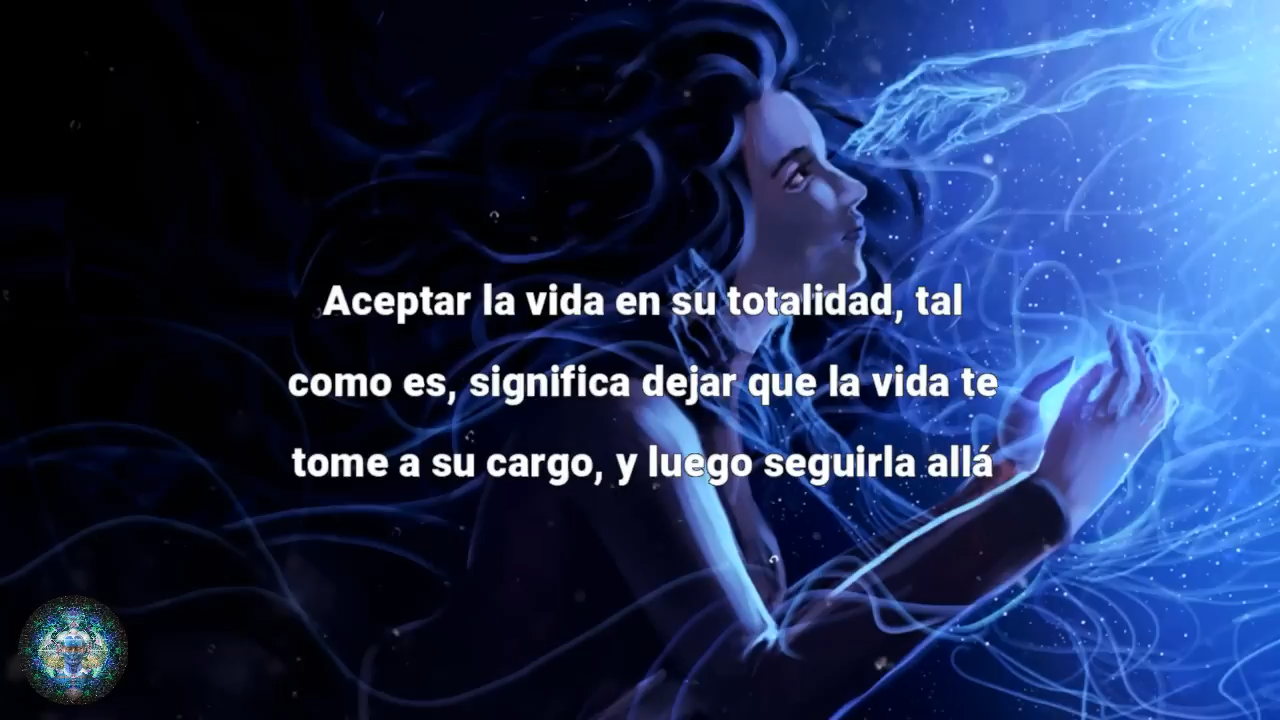 Aceptar la vida en su totalidad, tal
como es, significa dejar que la vida te
tome a su cargo, y luego seguirla allá